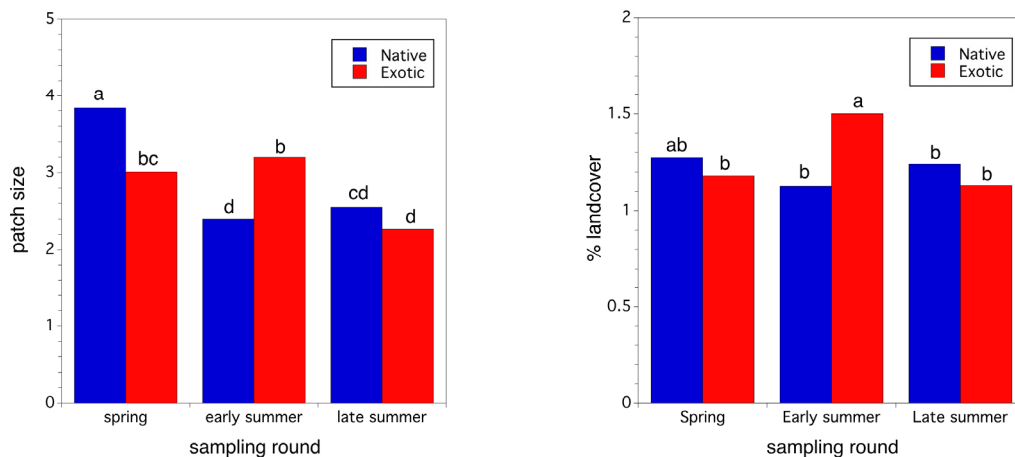 5
4
3
2
1
0
patch size
Native
Exotic
a
bc
d
b
cd
d
spring
early summer
late summer
sampling round
2
1.5
1
0.5
0
% landcover
Native
Exotic
ab
b
b
a
b
b
Spring
Early summer
Late summer
sampling round